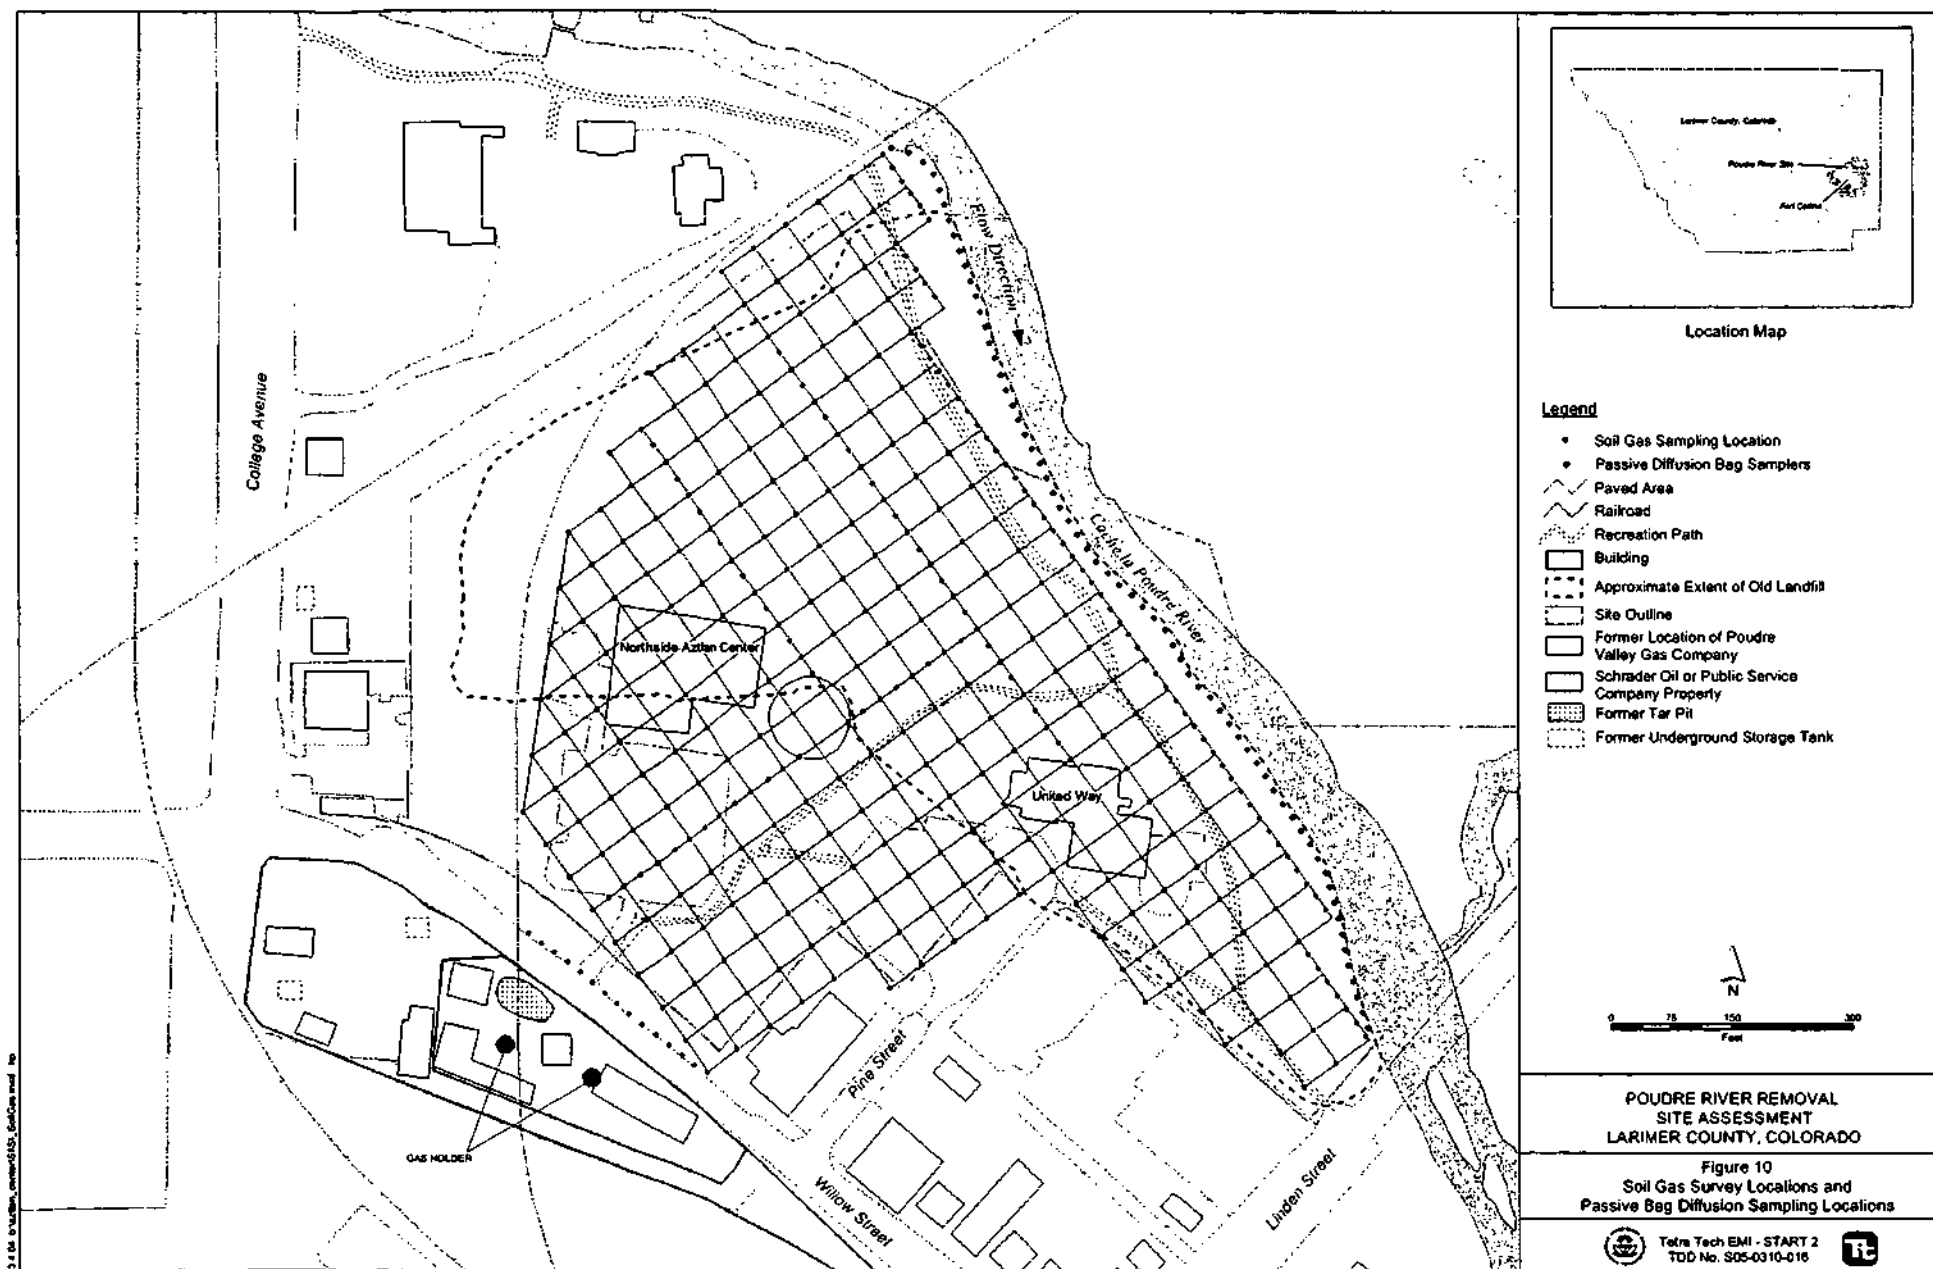 College Avenue
Flow Direction
Cache la Poudre River
Northside Aztlan Center
United Way
GAS HOLDER
Pine Street
Willow Street
Linden Street
Larimer County, Colorado
Poudre River Site
Fort Collins
Location Map
Legend
Soil Gas Sampling Location
Passive Diffusion Bag Samplers
Paved Area
Railroad
Recreation Path
Building
Approximate Extent of Old Landfill
Site Outline
Former Location of Poudre
Valley Gas Company
Schrader Oil or Public Service
Company Property
Former Tar Pit
Former Underground Storage Tank
N
0 75 150 300
Feet
POUDRE RIVER REMOVAL
SITE ASSESSMENT
LARIMER COUNTY, COLORADO
Figure 10
Soil Gas Survey Locations and
Passive Bag Diffusion Sampling Locations
Tetra Tech EMI - START 2
TDD No. S05-0310-016
Tt